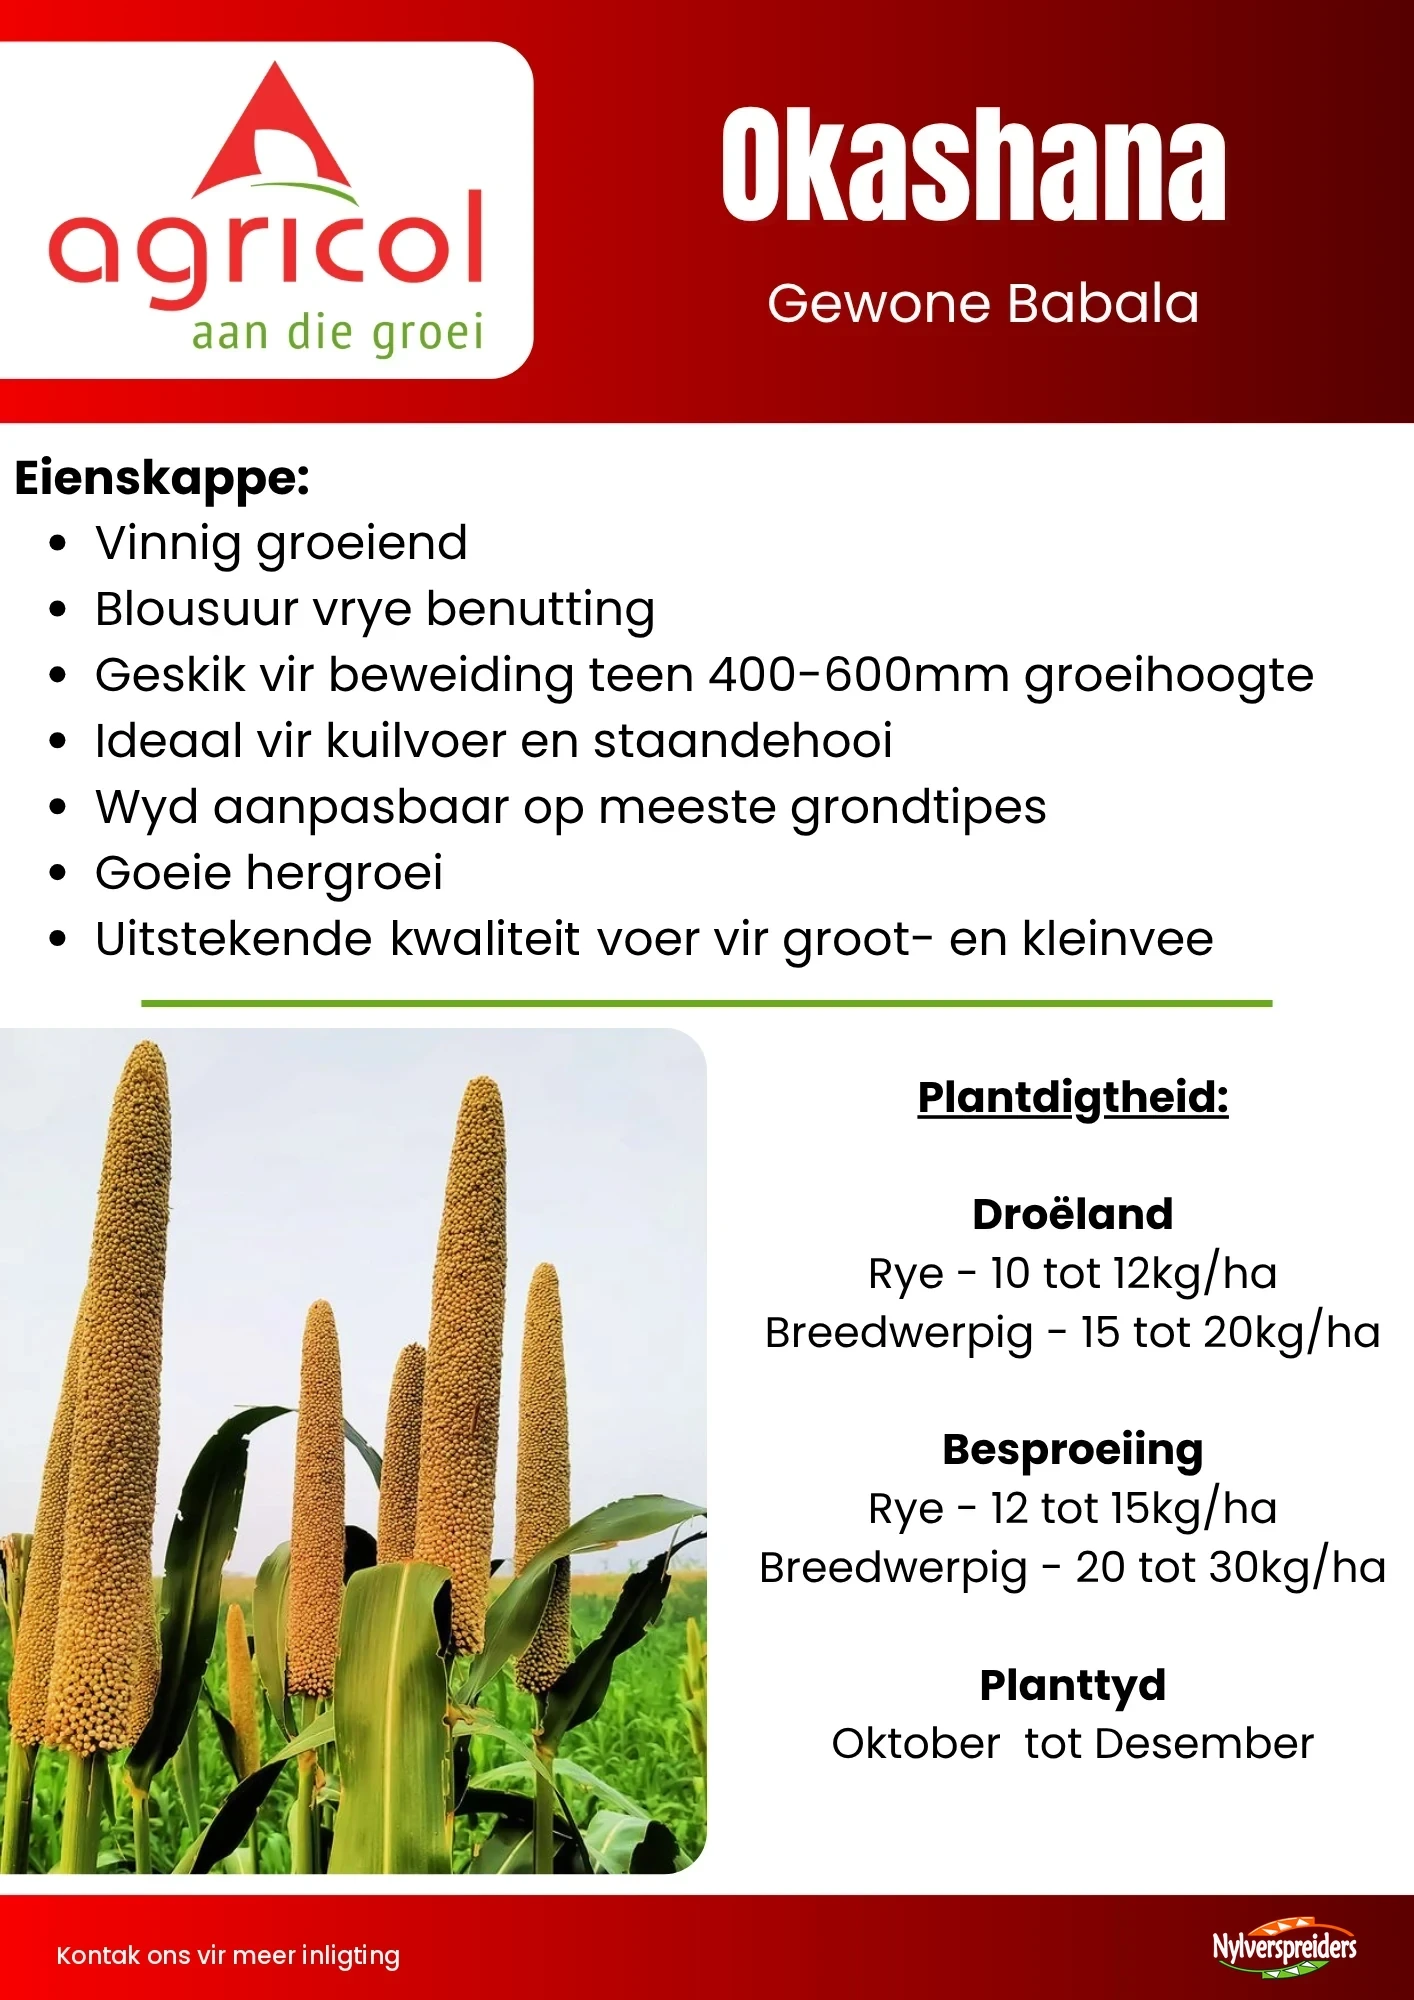 agricol
aan die groei
Okashana
Gewone Babala
Eienskappe:
• Vinnig groeiend
• Blousuur vrye benutting
• Geskik vir beweiding teen 400-600mm groeihoogte
• Ideaal vir kuilvoer en staandehooi
• Wyd aanpasbaar op meeste grondtipes
• Goeie hergroei
• Uitstekende kwaliteit voer vir groot- en kleinvee
Plantdigtheid:
Droëland
Rye - 10 tot 12kg/ha
Breedwerpig - 15 tot 20kg/ha
Besproeiing
Rye - 12 tot 15kg/ha
Breedwerpig - 20 tot 30kg/ha
Planttyd
Oktober tot Desember
Kontak ons vir meer inligting
Nylverspreiders